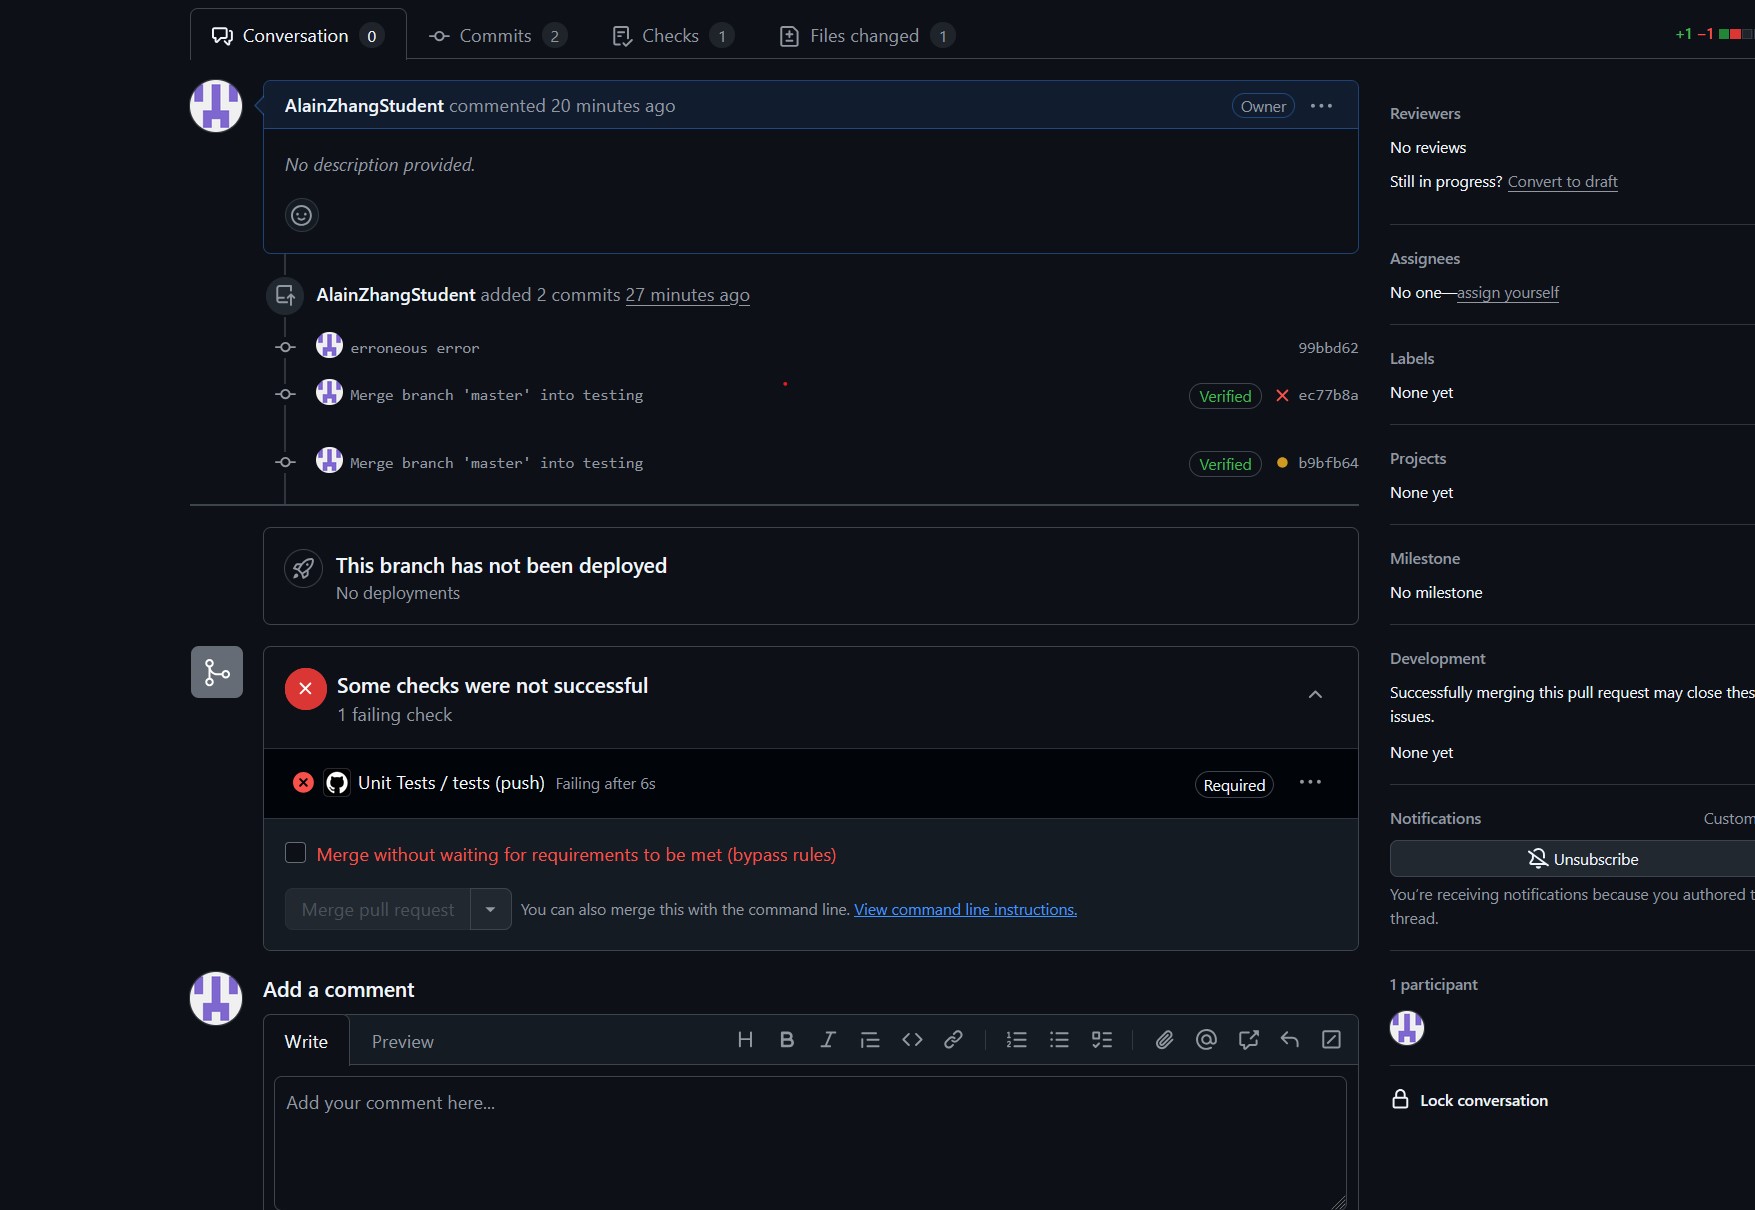 Conversation 0
Commits 2
Checks 1
Files changed 1
+1 −1
AlainZhangStudent commented 20 minutes ago
Owner
No description provided.
AlainZhangStudent added 2 commits 27 minutes ago
erroneous error
99bbd62
Merge branch 'master' into testing
Verified
ec77b8a
Merge branch 'master' into testing
Verified
b9bfb64
This branch has not been deployed
No deployments
Some checks were not successful
1 failing check
Unit Tests / tests (push) Failing after 6s
Required
Merge without waiting for requirements to be met (bypass rules)
Merge pull request
You can also merge this with the command line. View command line instructions.
Add a comment
Write
Preview
Add your comment here...
Reviewers
No reviews
Still in progress? Convert to draft
Assignees
No one—assign yourself
Labels
None yet
Projects
None yet
Milestone
No milestone
Development
Successfully merging this pull request may close thes
issues.
None yet
Notifications
Custom
Unsubscribe
You're receiving notifications because you authored t
thread.
1 participant
Lock conversation